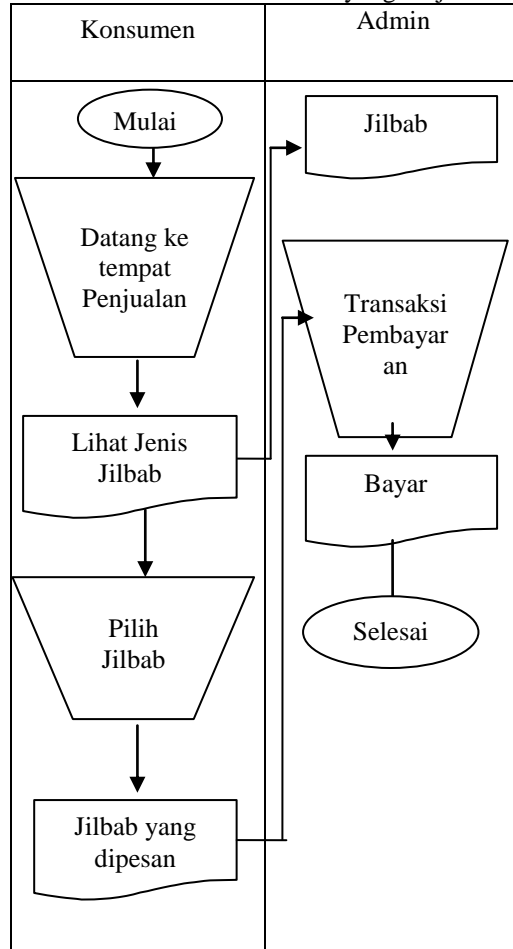 Konsumen
Admin
Mulai
Datang ke
tempat
Penjualan
Lihat Jenis
Jilbab
Pilih
Jilbab
Jilbab yang
dipesan
Jilbab
Transaksi
Pembayar
an
Bayar
Selesai